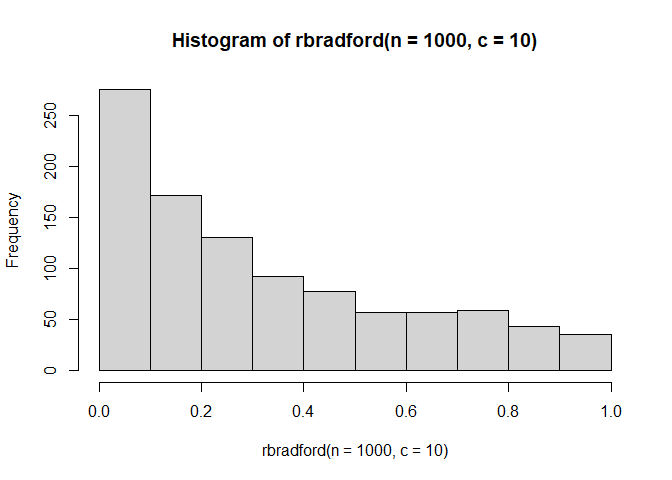 Histogram of rbradford(n = 1000, c = 10)
Frequency
250
200
150
100
50
0
0.0 0.2 0.4 0.6 0.8 1.0
rbradford(n = 1000, c = 10)